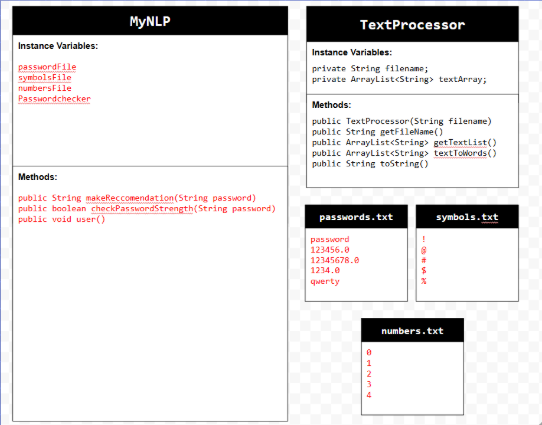 MyNLP
Instance Variables:
passwordFile
symbolsFile
numbersFile
Passwordchecker
Methods:
public String makeReccomendation(String password)
public boolean checkPasswordStrength(String password)
public void user()
TextProcessor
Instance Variables:
private String filename;
private ArrayList<String> textArray;
Methods:
public TextProcessor(String filename)
public String getFileName()
public ArrayList<String> getTextList()
public ArrayList<String> textToWords()
public String toString()
passwords.txt
password
123456.0
12345678.0
1234.0
qwerty
symbols.txt
!
@
#
$
%
numbers.txt
0
1
2
3
4